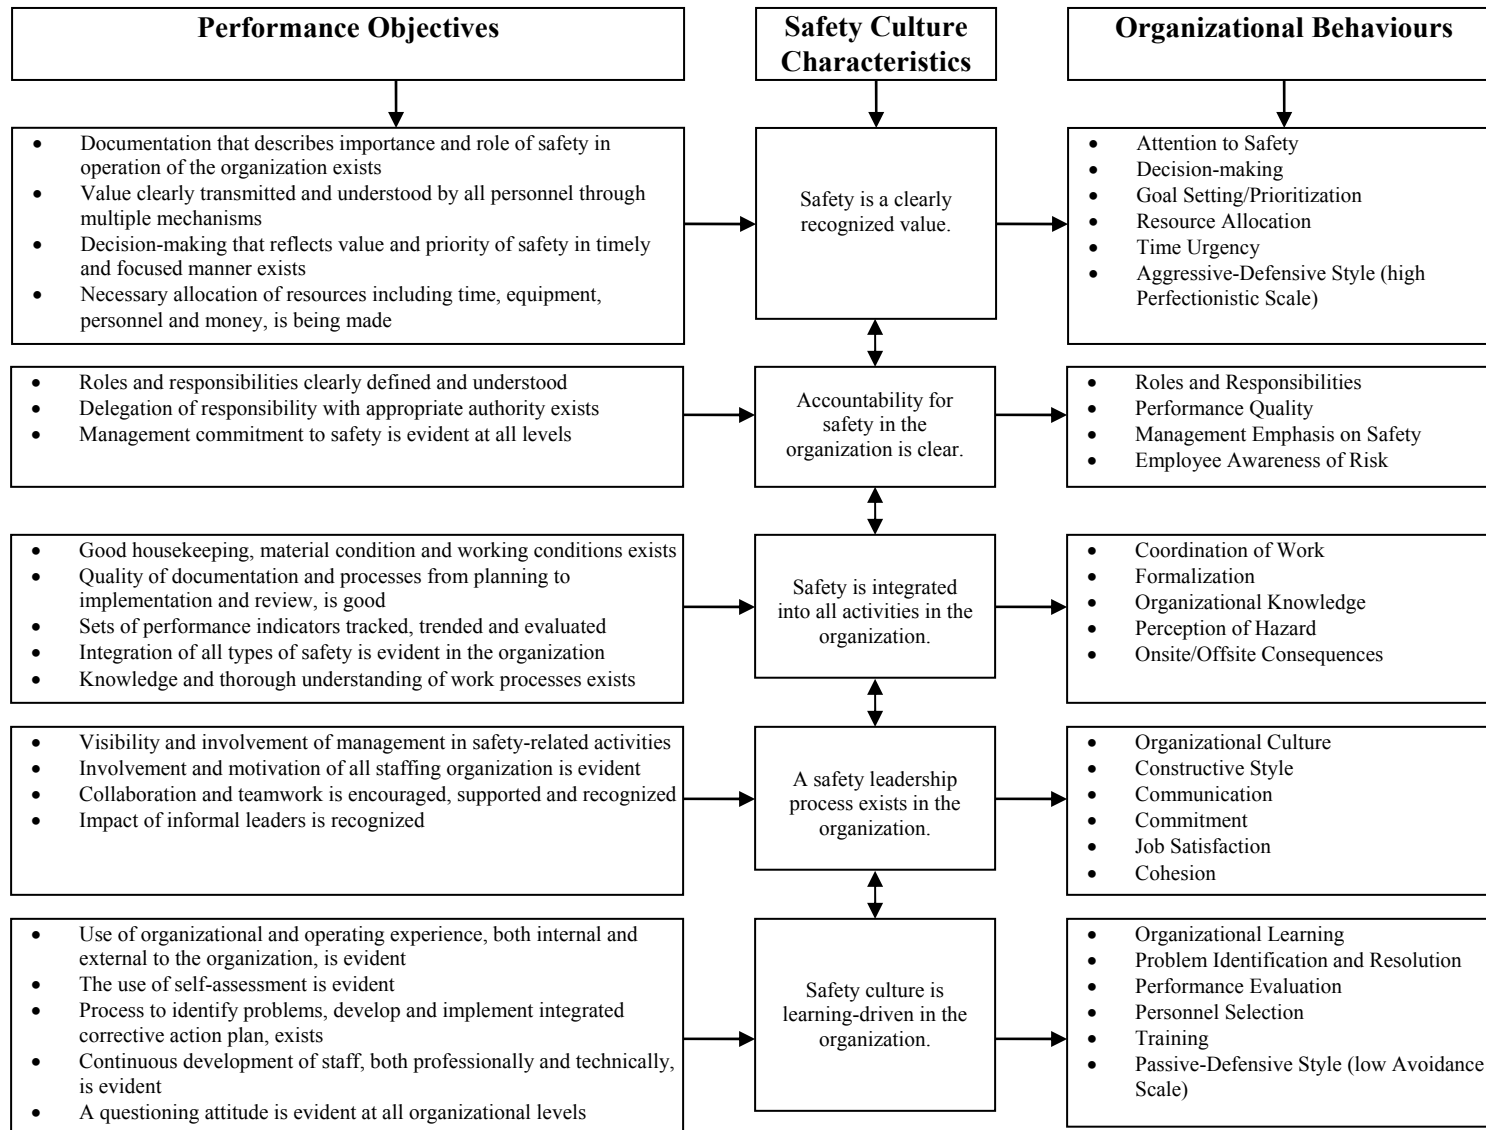 Performance Objectives
Safety Culture
Characteristics
Organizational Behaviours
• Documentation that describes importance and role of safety in
operation of the organization exists
• Value clearly transmitted and understood by all personnel through
multiple mechanisms
• Decision-making that reflects value and priority of safety in timely
and focused manner exists
• Necessary allocation of resources including time, equipment,
personnel and money, is being made
Safety is a clearly
recognized value.
• Attention to Safety
• Decision-making
• Goal Setting/Prioritization
• Resource Allocation
• Time Urgency
• Aggressive-Defensive Style (high
Perfectionistic Scale)
• Roles and responsibilities clearly defined and understood
• Delegation of responsibility with appropriate authority exists
• Management commitment to safety is evident at all levels
Accountability for
safety in the
organization is clear.
• Roles and Responsibilities
• Performance Quality
• Management Emphasis on Safety
• Employee Awareness of Risk
• Good housekeeping, material condition and working conditions exists
• Quality of documentation and processes from planning to
implementation and review, is good
• Sets of performance indicators tracked, trended and evaluated
• Integration of all types of safety is evident in the organization
• Knowledge and thorough understanding of work processes exists
Safety is integrated
into all activities in the
organization.
• Coordination of Work
• Formalization
• Organizational Knowledge
• Perception of Hazard
• Onsite/Offsite Consequences
• Visibility and involvement of management in safety-related activities
• Involvement and motivation of all staffing organization is evident
• Collaboration and teamwork is encouraged, supported and recognized
• Impact of informal leaders is recognized
A safety leadership
process exists in the
organization.
• Organizational Culture
• Constructive Style
• Communication
• Commitment
• Job Satisfaction
• Cohesion
• Use of organizational and operating experience, both internal and
external to the organization, is evident
• The use of self-assessment is evident
• Process to identify problems, develop and implement integrated
corrective action plan, exists
• Continuous development of staff, both professionally and technically,
is evident
• A questioning attitude is evident at all organizational levels
Safety culture is
learning-driven in the
organization.
• Organizational Learning
• Problem Identification and Resolution
• Performance Evaluation
• Personnel Selection
• Training
• Passive-Defensive Style (low Avoidance
Scale)